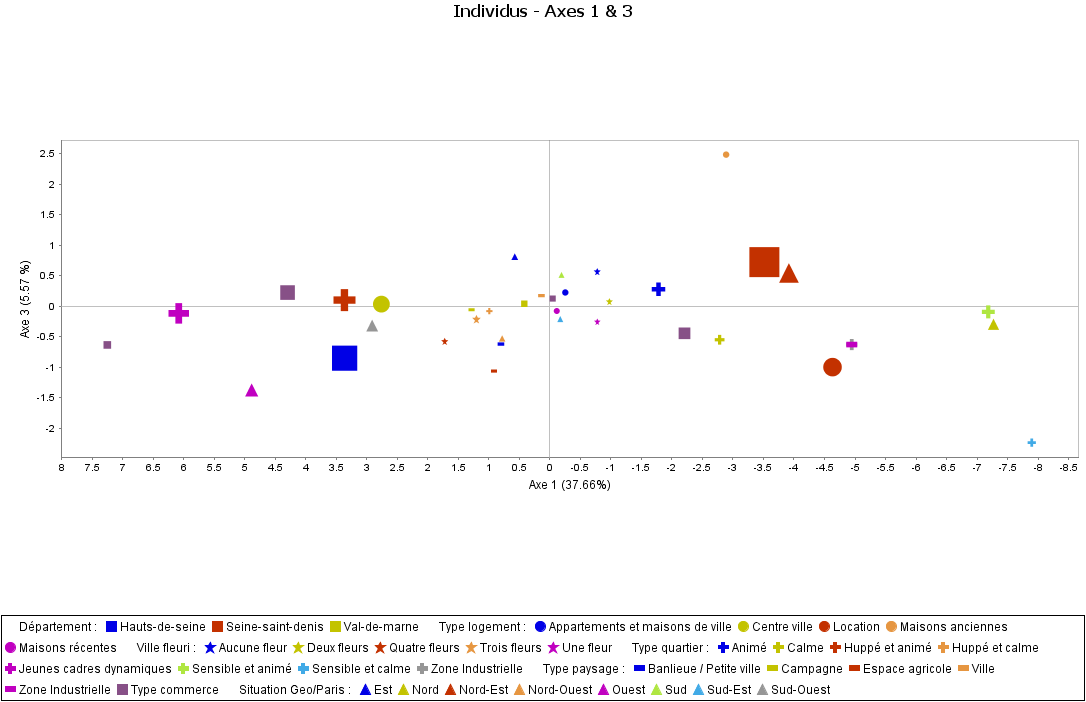 Individus - Axes 1 & 3
2.5
2
1.5
1
0.5
0
-0.5
-1
-1.5
-2
Axe 3 (5.57 %)
8 7.5 7 6.5 6 5.5 5 4.5 4 3.5 3 2.5 2 1.5 1 0.5 0 -0.5 -1 -1.5 -2 -2.5 -3 -3.5 -4 -4.5 -5 -5.5 -6 -6.5 -7 -7.5 -8 -8.5
Axe 1 (37.66%)
Département : Hauts-de-seine Seine-saint-denis Val-de-marne Type logement : Appartements et maisons de ville Centre ville Location Maisons anciennes
Maisons récentes Ville fleuri : Aucune fleur Deux fleurs Quatre fleurs Trois fleurs Une fleur Type quartier : Animé Calme Huppé et animé Huppé et calme
Jeunes cadres dynamiques Sensible et animé Sensible et calme Zone Industrielle Type paysage : Banlieue / Petite ville Campagne Espace agricole Ville
Zone Industrielle Type commerce Situation Geo/Paris : Est Nord Nord-Est Nord-Ouest Ouest Sud Sud-Est Sud-Ouest